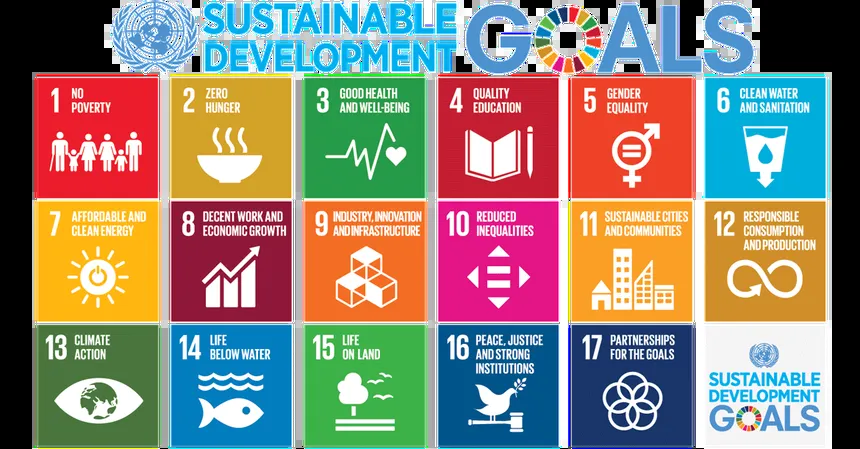 SUSTAINABLE
DEVELOPMENT
GOALS
1 NO
POVERTY
2 ZERO
HUNGER
3 GOOD HEALTH
AND WELL-BEING
4 QUALITY
EDUCATION
5 GENDER
EQUALITY
6 CLEAN WATER
AND SANITATION
7 AFFORDABLE AND
CLEAN ENERGY
8 DECENT WORK AND
ECONOMIC GROWTH
9 INDUSTRY, INNOVATION
AND INFRASTRUCTURE
10 REDUCED
INEQUALITIES
11 SUSTAINABLE CITIES
AND COMMUNITIES
12 RESPONSIBLE
CONSUMPTION
AND PRODUCTION
13 CLIMATE
ACTION
14 LIFE
BELOW WATER
15 LIFE
ON LAND
16 PEACE, JUSTICE
AND STRONG
INSTITUTIONS
17 PARTNERSHIPS
FOR THE GOALS
SUSTAINABLE
DEVELOPMENT
GOALS